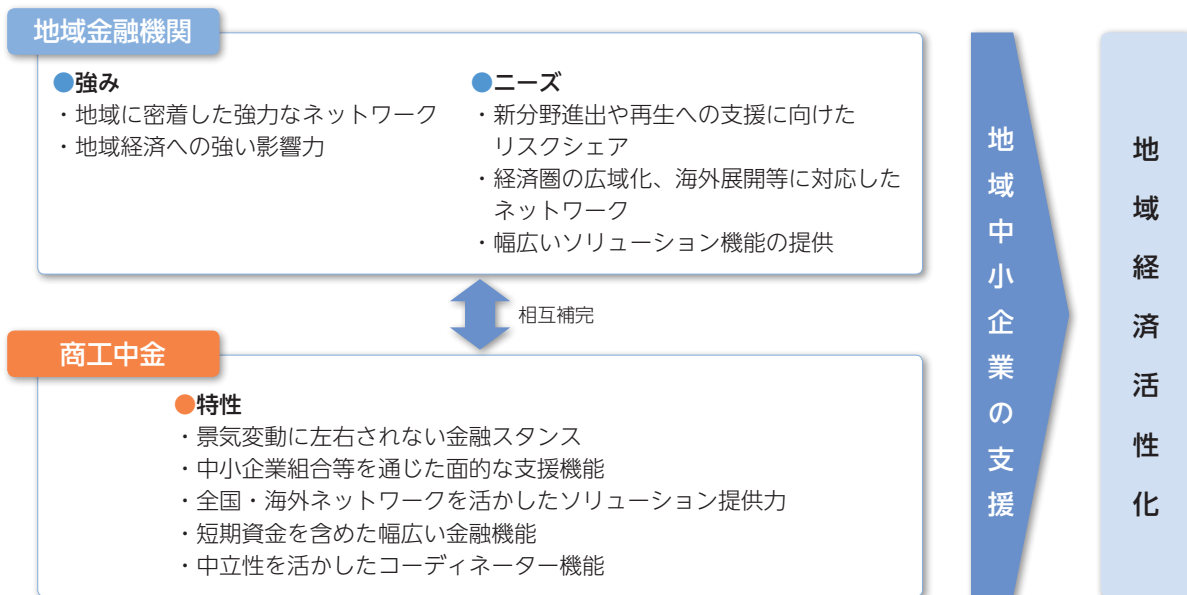 地域金融機関
●強み
・地域に密着した強力なネットワーク
・地域経済への強い影響力
●ニーズ
・新分野進出や再生への支援に向けた
リスクシェア
・経済圏の広域化、海外展開等に対応した
ネットワーク
・幅広いソリューション機能の提供
相互補完
商工中金
●特性
・景気変動に左右されない金融スタンス
・中小企業組合等を通じた面的な支援機能
・全国・海外ネットワークを活かしたソリューション提供力
・短期資金を含めた幅広い金融機能
・中立性を活かしたコーディネーター機能
地域中小企業の支援
地域経済活性化